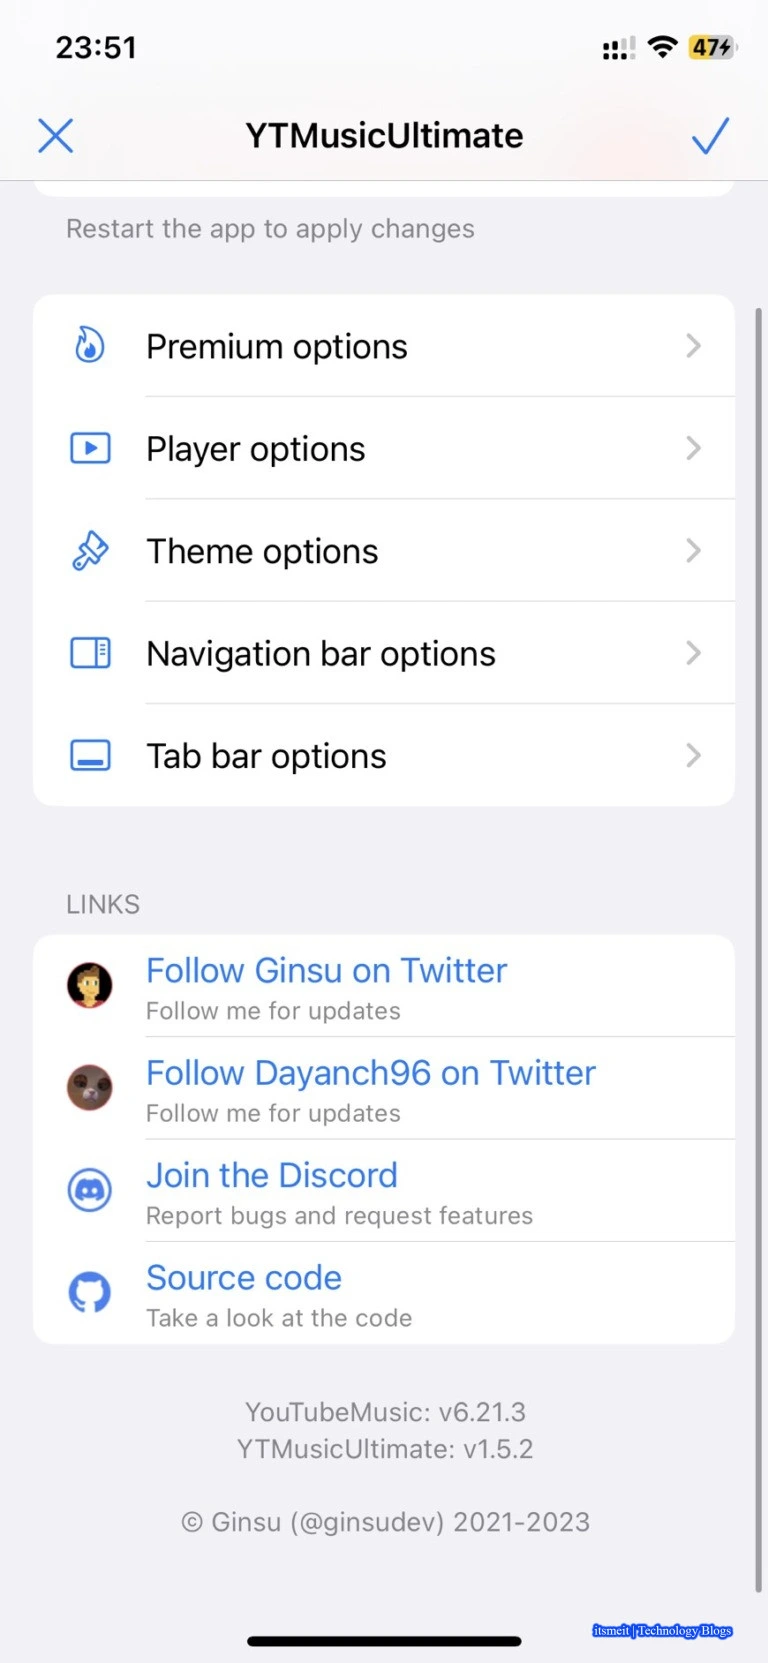 23:51
47
YTMusicUltimate
Restart the app to apply changes
Premium options
Player options
Theme options
Navigation bar options
Tab bar options
LINKS
Follow Ginsu on Twitter
Follow me for updates
Follow Dayanch96 on Twitter
Follow me for updates
Join the Discord
Report bugs and request features
Source code
Take a look at the code
YouTubeMusic: v6.21.3
YTMusicUltimate: v1.5.2
© Ginsu (@ginsudev) 2021-2023
itsmeit | Technology Blogs